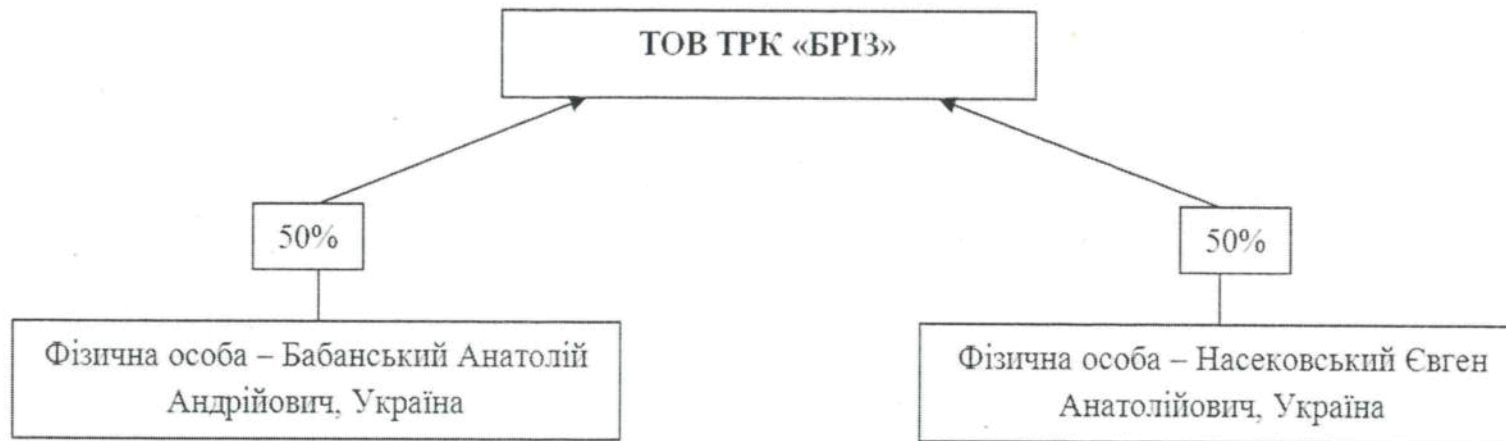 ТОВ ТРК «БРІЗ»
50%
50%
Фізична особа – Бабанський Анатолій
Андрійович, Україна
Фізична особа – Насековський Євген
Анатолійович, Україна